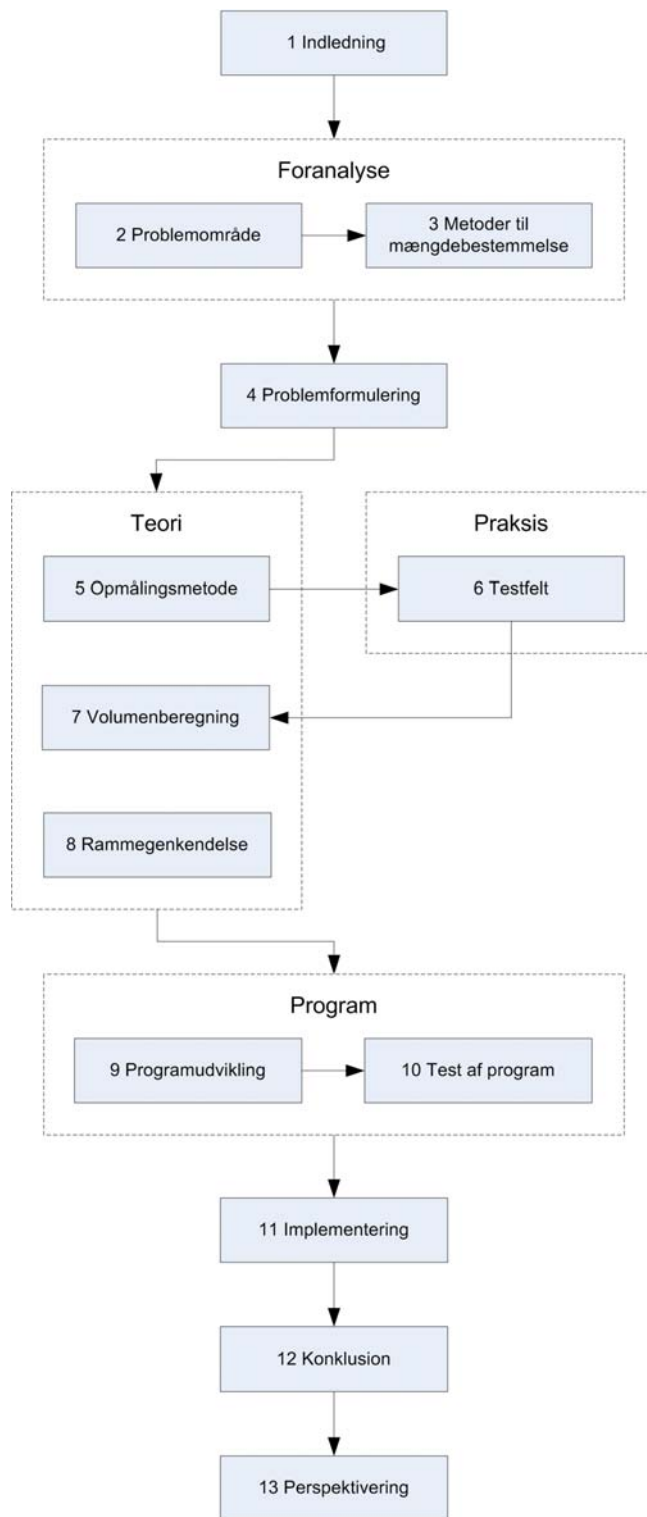 1 Indledning
Foranalyse
2 Problemområde
3 Metoder til
mængdebestemmelse
4 Problemformulering
Teori
Praksis
5 Opmålingsmetode
6 Testfelt
7 Volumenberegning
8 Rammegenkendelse
Program
9 Programudvikling
10 Test af program
11 Implementering
12 Konklusion
13 Perspektivering